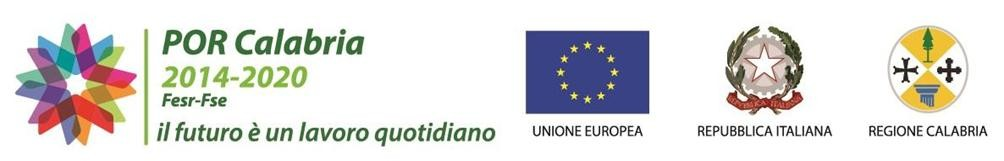 POR Calabria
2014-2020
Fesr-Fse
il futuro è un lavoro quotidiano
UNIONE EUROPEA
REPUBBLICA ITALIANA
REGIONE CALABRIA